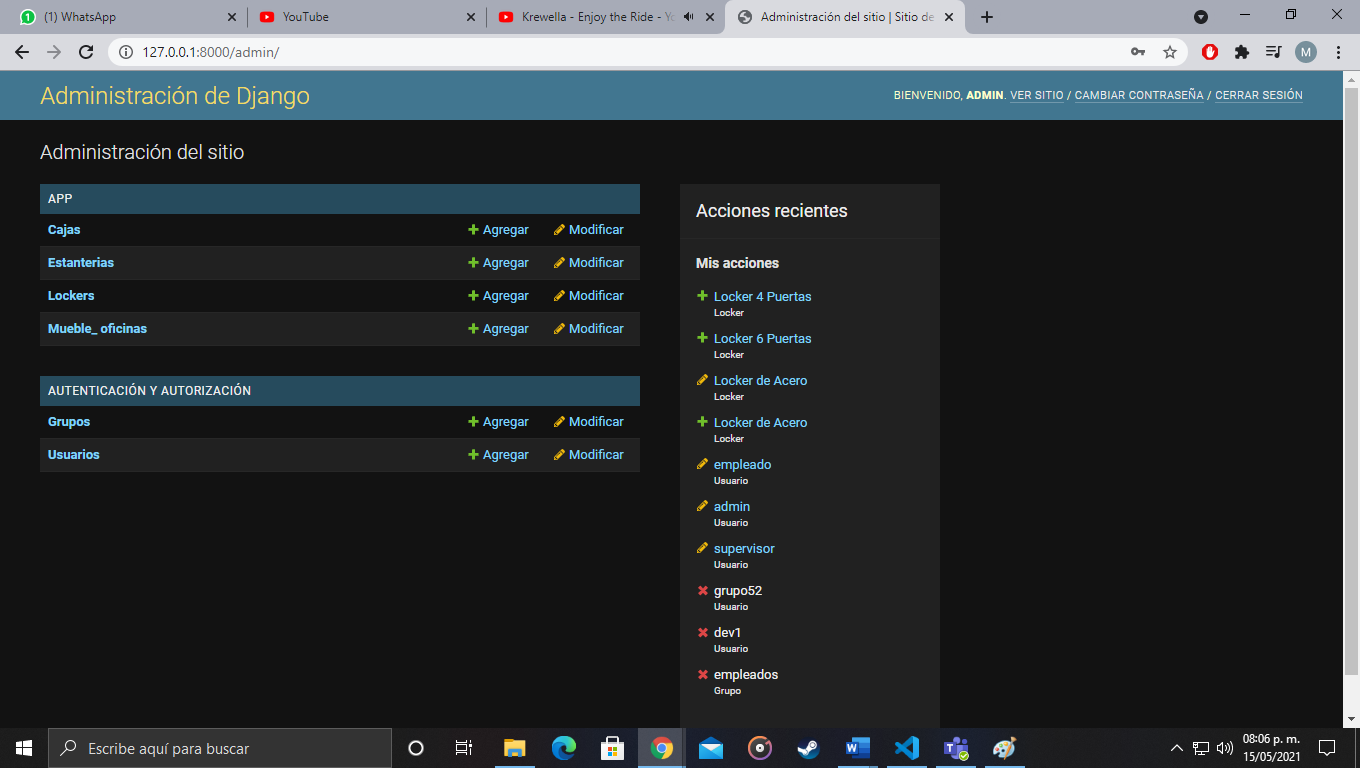 (1) WhatsApp
YouTube
Krewella - Enjoy the Ride - Yo
Administración del sitio | Sitio de
127.0.0.1:8000/admin/
M
Administración de Django
BIENVENIDO, ADMIN. VER SITIO / CAMBIAR CONTRASEÑA / CERRAR SESIÓN
Administración del sitio
APP
Cajas Agregar Modificar
Estanterias Agregar Modificar
Lockers Agregar Modificar
Mueble_ oficinas Agregar Modificar
AUTENTICACIÓN Y AUTORIZACIÓN
Grupos Agregar Modificar
Usuarios Agregar Modificar
Acciones recientes
Mis acciones
Locker 4 Puertas
Locker
Locker 6 Puertas
Locker
Locker de Acero
Locker
Locker de Acero
Locker
empleado
Usuario
admin
Usuario
supervisor
Usuario
grupo52
Usuario
dev1
Usuario
empleados
Grupo
Escribe aquí para buscar
08:06 p. m.
15/05/2021